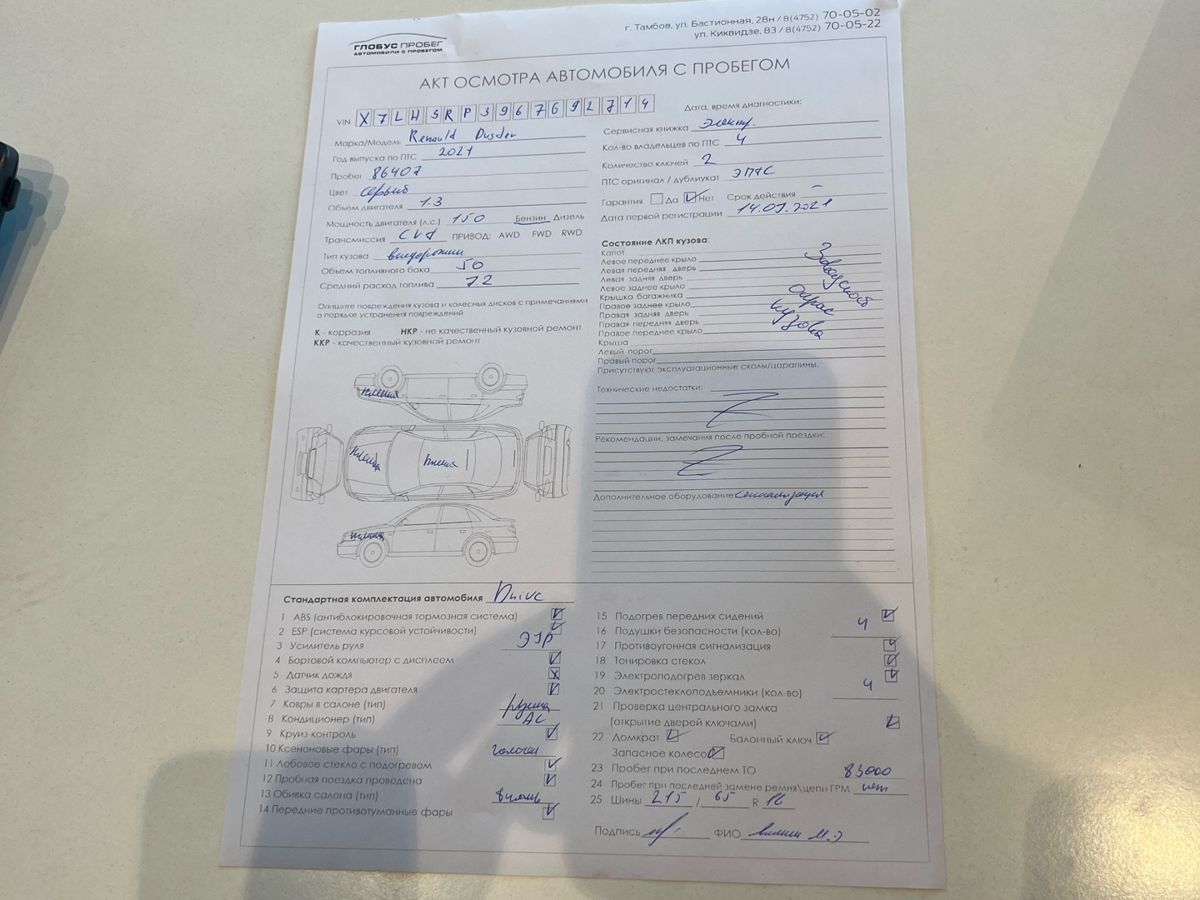 ГЛОБУС ПРОБЕГ
АВТОМОБИЛИ С ПРОБЕГОМ
г. Тамбов, ул. Бастионная, 28н / 8(4752) 70-05-02
ул. Киквидзе, 83 / 8(4752) 70-05-22
АКТ ОСМОТРА АВТОМОБИЛЯ С ПРОБЕГОМ
VIN X7LHSRP3967692714
Марка/Модель Renauld Dusder
Год выпуска по ПТС 2021
Пробег 86407
Цвет серый
Объем двигателя 1.3
Мощность двигателя (л.с.) 150 Бензин Дизель
Трансмиссия CVT ПРИВОД: AWD FWD RWD
Тип кузова внедорожник
Объем топливного бака 50
Средний расход топлива 7.2
Опишите повреждения кузова и колесных дисков с примечаниями
о порядке устранения повреждений
К - коррозия НКР - не качественный кузовной ремонт
ККР - качественный кузовной ремонт
пленка
пленка
пленка
пленка
Дата, время диагностики:
Сервисная книжка электр.
Кол-во владельцев по ПТС 4
Количество ключей 2
ПТС оригинал / дубликат ЭПТС
Гарантия Да Нет Срок действия –
Дата первой регистрации 14.09.2021
Состояние ЛКП кузова:
Капот
Левое переднее крыло
Левая передняя дверь
Левая задняя дверь
Левое заднее крыло
Крышка багажника
Правое заднее крыло
Правая задняя дверь
Правая передняя дверь
Правое переднее крыло
Крыша
Левый порог
Правый порог
Заводской
окрас
кузова
Присутствуют эксплуатационные сколы/царапины.
Технические недостатки:
Рекомендации, замечания после пробной поездки:
Дополнительное оборудование сигнализация
Стандартная комплектация автомобиля Drive
1 ABS (антиблокировочная тормозная система)
2 ESP (система курсовой устойчивости)
3 Усилитель руля ЭУР
4 Бортовой компьютер с дисплеем
5 Датчик дождя
6 Защита картера двигателя
7 Ковры в салоне (тип) резина
8 Кондиционер (тип) AC
9 Круиз-контроль
10 Ксеноновые фары (тип) галоген
11 Лобовое стекло с подогревом
12 Пробная поездка проведена
13 Обивка салона (тип)
14 Передние противотуманные фары
15 Подогрев передних сидений
16 Подушки безопасности (кол-во) 4
17 Противоугонная сигнализация
18 Тонировка стекол
19 Электроподогрев зеркал
20 Электростеклоподъемники (кол-во) 4
21 Проверка центрального замка
(открытие дверей ключами)
22 Домкрат Балонный ключ
Запасное колесо
23 Пробег при последнем ТО 83000
24 Пробег при последней замене ремня\цепи ГРМ нет
25 Шины 215 / 65 R 16
Подпись ФИО